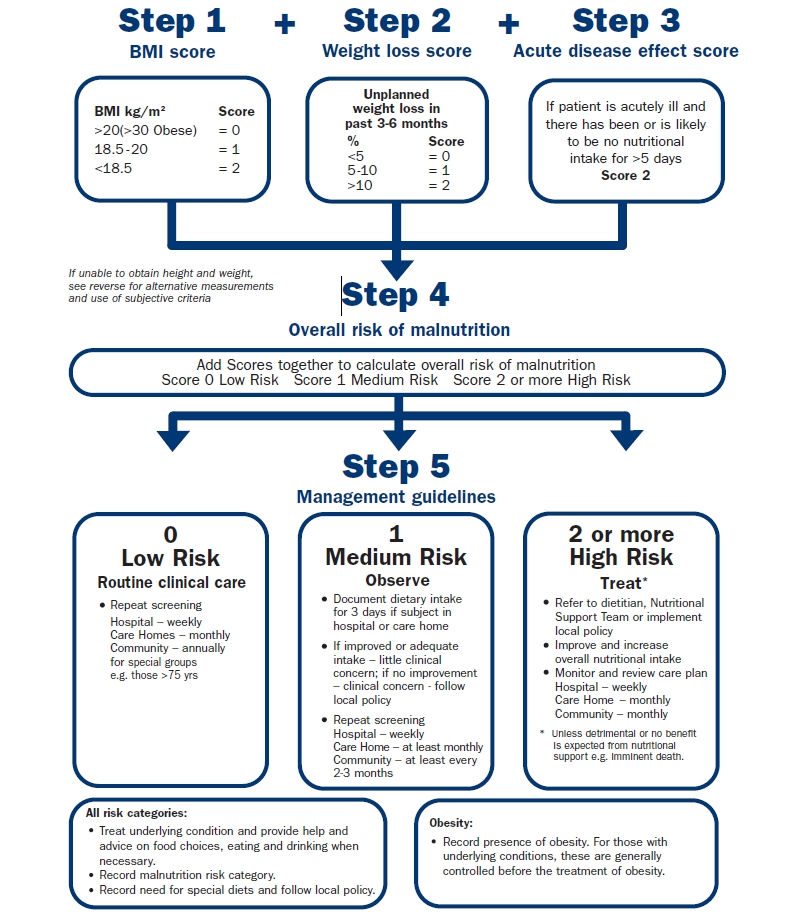 Step 1 + Step 2 + Step 3
BMI score
Weight loss score
Acute disease effect score
BMI kg/m² Score
>20(>30 Obese) = 0
18.5-20 = 1
<18.5 = 2
Unplanned
weight loss in
past 3-6 months
% Score
<5 = 0
5-10 = 1
>10 = 2
If patient is acutely ill and
there has been or is likely
to be no nutritional
intake for >5 days
Score 2
If unable to obtain height and weight,
see reverse for alternative measurements
and use of subjective criteria
Step 4
Overall risk of malnutrition
Add Scores together to calculate overall risk of malnutrition
Score 0 Low Risk Score 1 Medium Risk Score 2 or more High Risk
Step 5
Management guidelines
0
Low Risk
Routine clinical care
• Repeat screening
Hospital – weekly
Care Homes – monthly
Community – annually
for special groups
e.g. those >75 yrs
1
Medium Risk
Observe
• Document dietary intake
for 3 days if subject in
hospital or care home
• If improved or adequate
intake – little clinical
concern; if no improvement
– clinical concern - follow
local policy
• Repeat screening
Hospital – weekly
Care Home – at least monthly
Community – at least every
2-3 months
2 or more
High Risk
Treat*
• Refer to dietitian, Nutritional
Support Team or implement
local policy
• Improve and increase
overall nutritional intake
• Monitor and review care plan
Hospital – weekly
Care Home – monthly
Community – monthly
* Unless detrimental or no benefit
is expected from nutritional
support e.g. imminent death.
All risk categories:
• Treat underlying condition and provide help and
advice on food choices, eating and drinking when
necessary.
• Record malnutrition risk category.
• Record need for special diets and follow local policy.
Obesity:
• Record presence of obesity. For those with
underlying conditions, these are generally
controlled before the treatment of obesity.